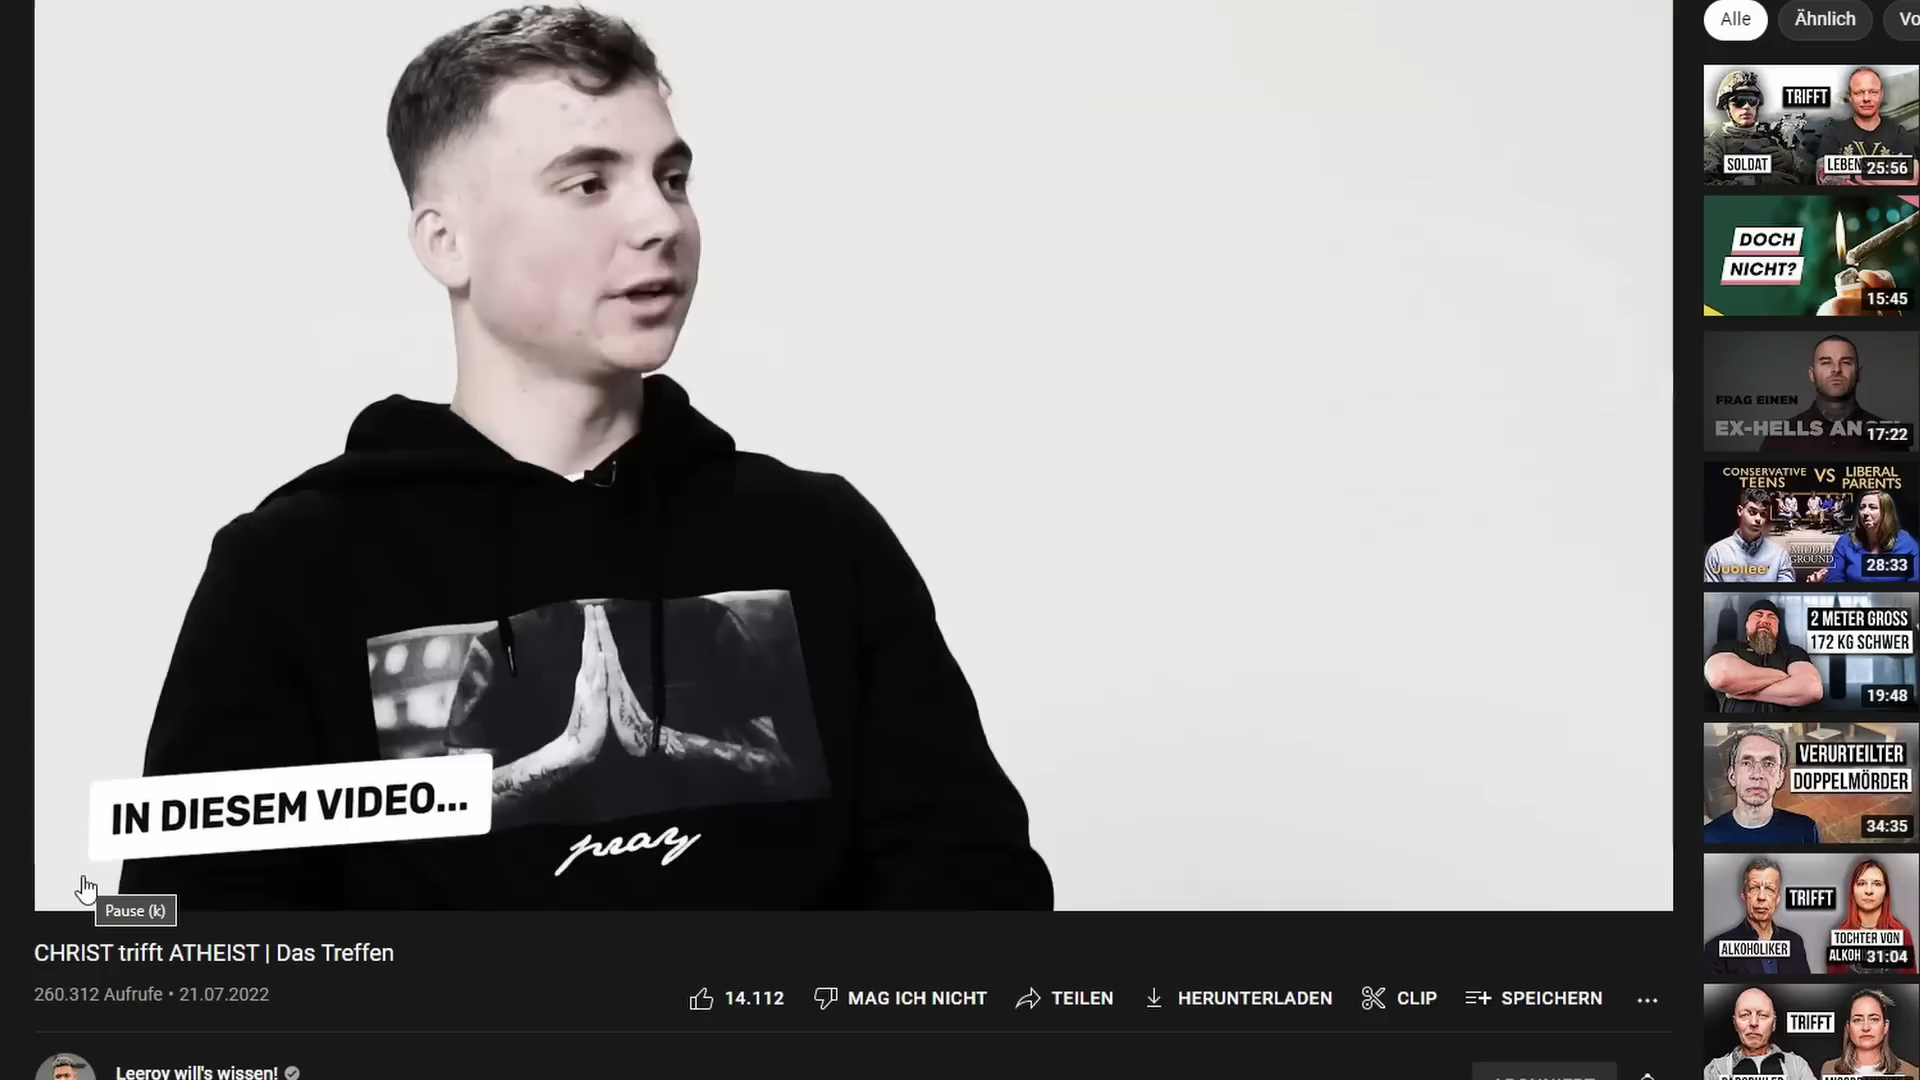 IN DIESEM VIDEO...
pray
Pause (k)
CHRIST trifft ATHEIST | Das Treffen
260.312 Aufrufe • 21.07.2022
14.112
MAG ICH NICHT
TEILEN
HERUNTERLADEN
CLIP
SPEICHERN
Leeroy will's wissen!
Alle
Ähnlich
TRIFFT
SOLDAT
25:56
DOCH
NICHT?
15:45
FRAG EINEN
EX-HELLS
17:22
CONSERVATIVE TEENS VS LIBERAL PARENTS
MIDDLE
GROUND
Jubilee
28:33
2 METER GROSS
172 KG SCHWER
19:48
VERURTEILTER
DOPPELMÖRDER
34:35
TRIFFT
ALKOHOLIKER
TOCHTER VON
31:04
TRIFFT